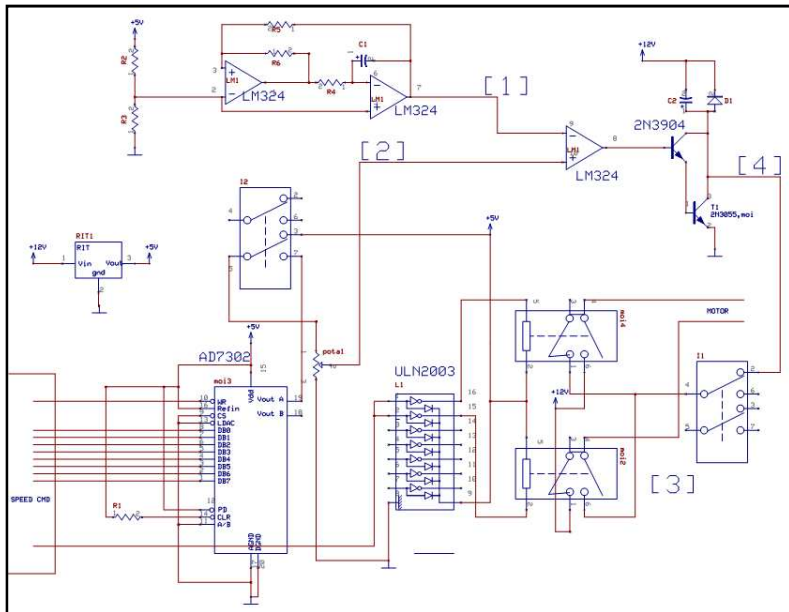 +5V
R5
R2
R6
C1
LM1
LM324
R4
LM1
LM324
R3
[1]
[2]
+12V
C2
D1
2N3904
LM1
LM324
[4]
T1
2N3055,moi
I2
+5V
RIT1
RIT
+12V
Vin
Vout
+5V
gnd
+5V
AD7302
moi3
pota1
ULN2003
L1
moi4
MOTOR
I1
+12V
moi2
[3]
Vdd
WR
Refin
CS
LDAC
DB0
DB1
DB2
DB3
DB4
DB5
DB6
DB7
PD
CLR
A/B
Vout A
Vout B
AGND
DGND
R1
SPEED CMD